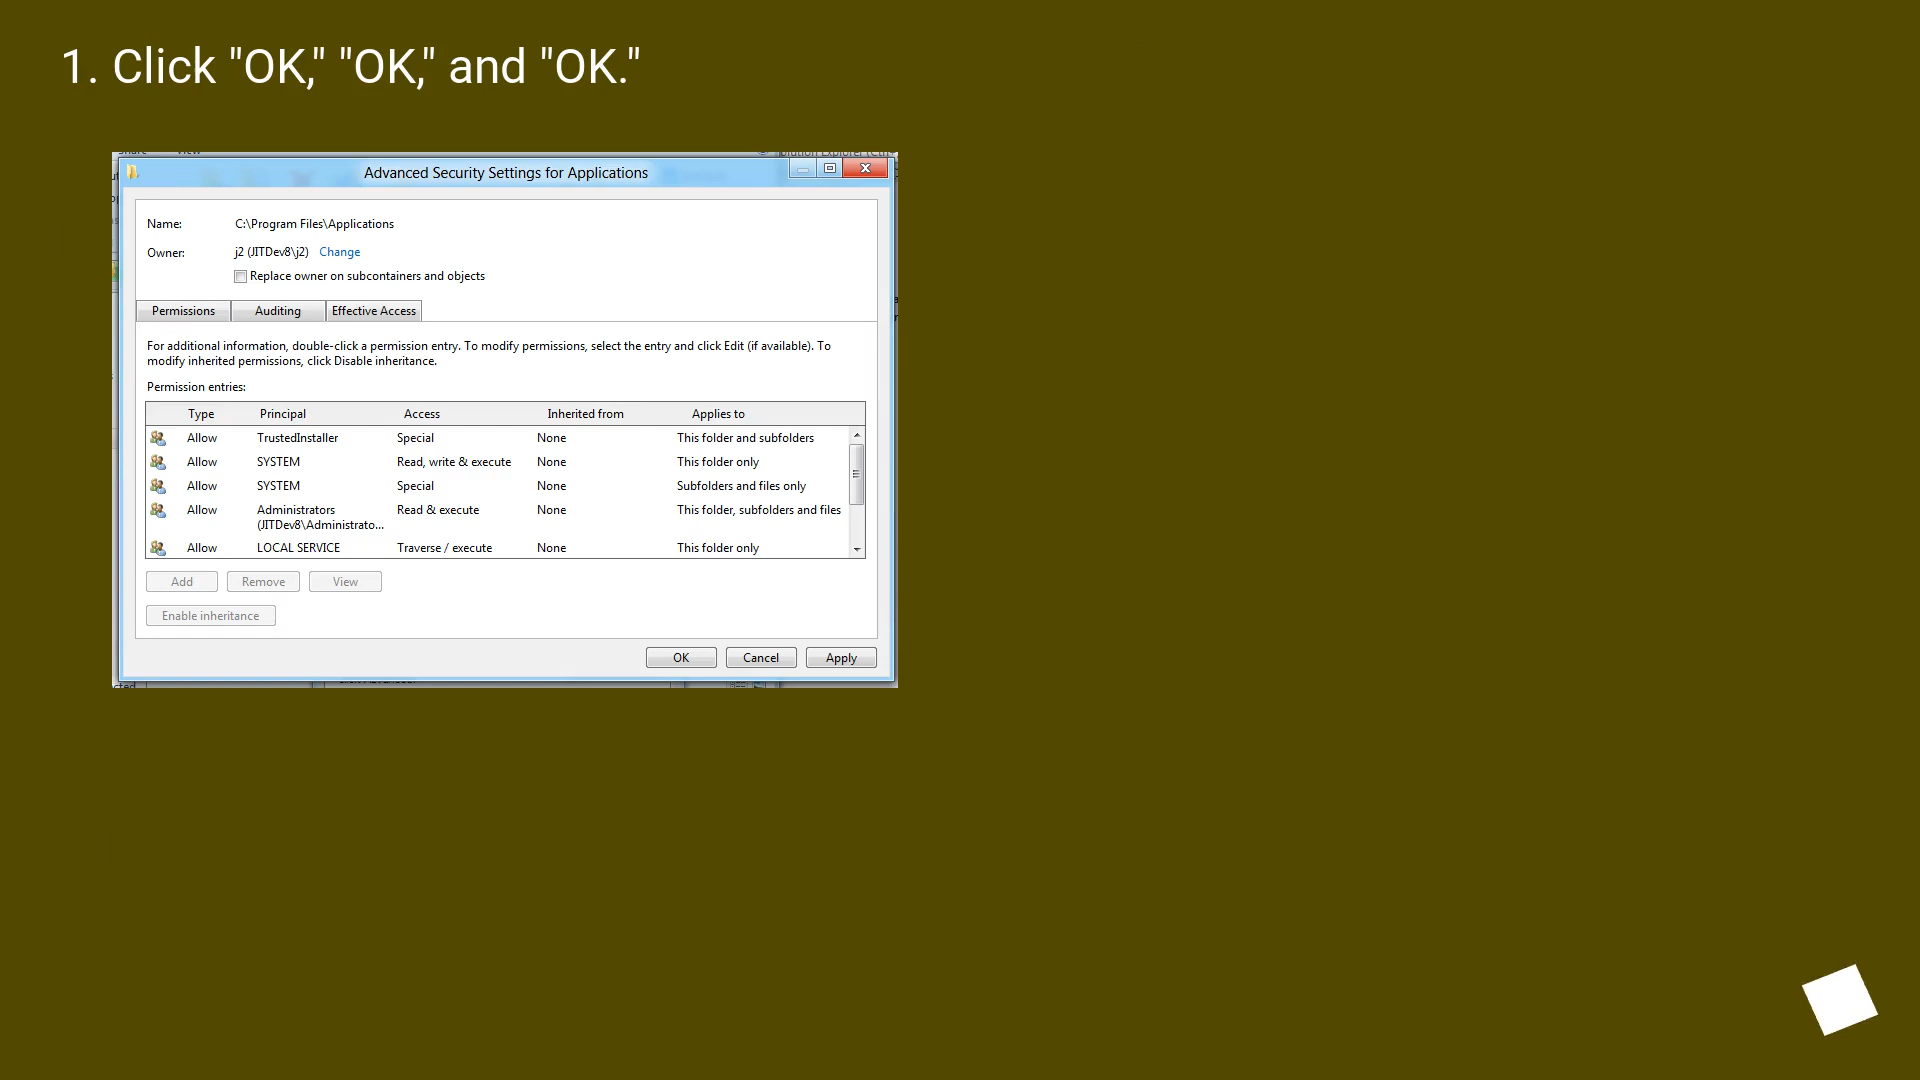 1. Click "OK," "OK," and "OK."
Advanced Security Settings for Applications
Name: C:\Program Files\Applications
Owner: j2 (JITDev8\j2) Change
Replace owner on subcontainers and objects
Permissions Auditing Effective Access
For additional information, double-click a permission entry. To modify permissions, select the entry and click Edit (if available). To
modify inherited permissions, click Disable inheritance.
Permission entries:
Type Principal Access Inherited from Applies to
Allow TrustedInstaller Special None This folder and subfolders
Allow SYSTEM Read, write & execute None This folder only
Allow SYSTEM Special None Subfolders and files only
Allow Administrators Read & execute None This folder, subfolders and files
(JITDev8\Administrato...
Allow LOCAL SERVICE Traverse / execute None This folder only
Add Remove View
Enable inheritance
OK Cancel Apply